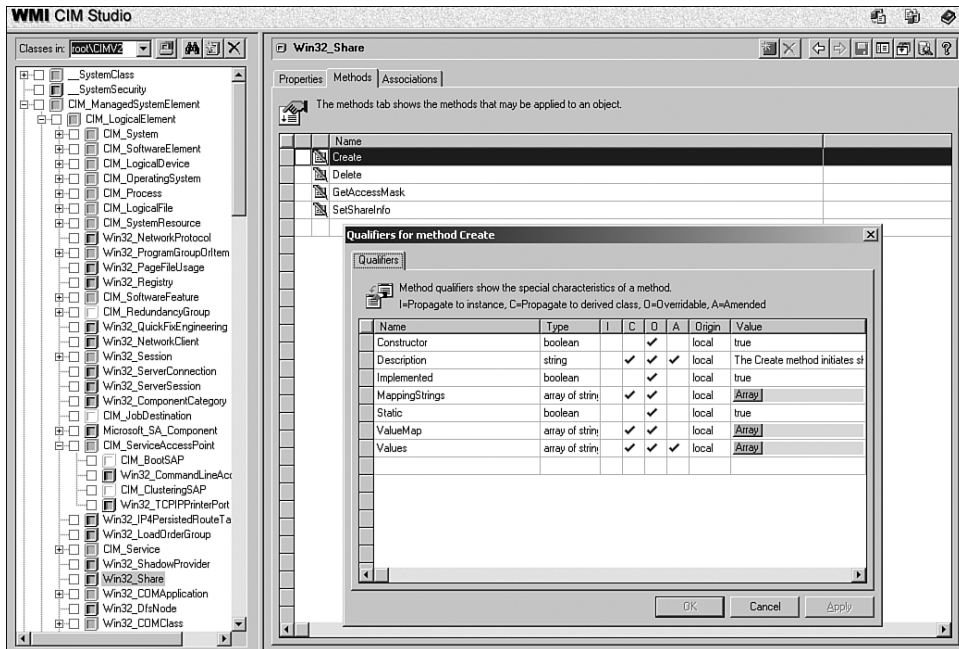 WMI CIM Studio
Classes in: root\CIMV2
__SystemClass
__SystemSecurity
CIM_ManagedSystemElement
CIM_LogicalElement
CIM_System
CIM_SoftwareElement
CIM_LogicalDevice
CIM_OperatingSystem
CIM_Process
CIM_LogicalFile
CIM_SystemResource
Win32_NetworkProtocol
Win32_ProgramGroupOrItem
Win32_PageFileUsage
Win32_Registry
CIM_SoftwareFeature
CIM_RedundancyGroup
Win32_QuickFixEngineering
Win32_NetworkClient
Win32_Session
Win32_ServerConnection
Win32_ServerSession
Win32_ComponentCategory
CIM_JobDestination
Microsoft_SA_Component
CIM_ServiceAccessPoint
CIM_BootSAP
Win32_CommandLineAcc
CIM_ClusteringSAP
Win32_TCPIPPrinterPort
Win32_IP4PersistedRouteTa
Win32_LoadOrderGroup
CIM_Service
Win32_ShadowProvider
Win32_Share
Win32_COMApplication
Win32_DfsNode
Win32_COMClass
Win32_Share
Properties Methods Associations
The methods tab shows the methods that may be applied to an object.
Name
Create
Delete
GetAccessMask
SetShareInfo
Qualifiers for method Create
Qualifiers
Method qualifiers show the special characteristics of a method.
I=Propagate to instance, C=Propagate to derived class, O=Overridable, A=Amended
Name Type I C O A Origin Value
Constructor boolean local true
Description string local The Create method initiates sh
Implemented boolean local true
MappingStrings array of string local Array
Static boolean local true
ValueMap array of string local Array
Values array of string local Array
OK Cancel Apply